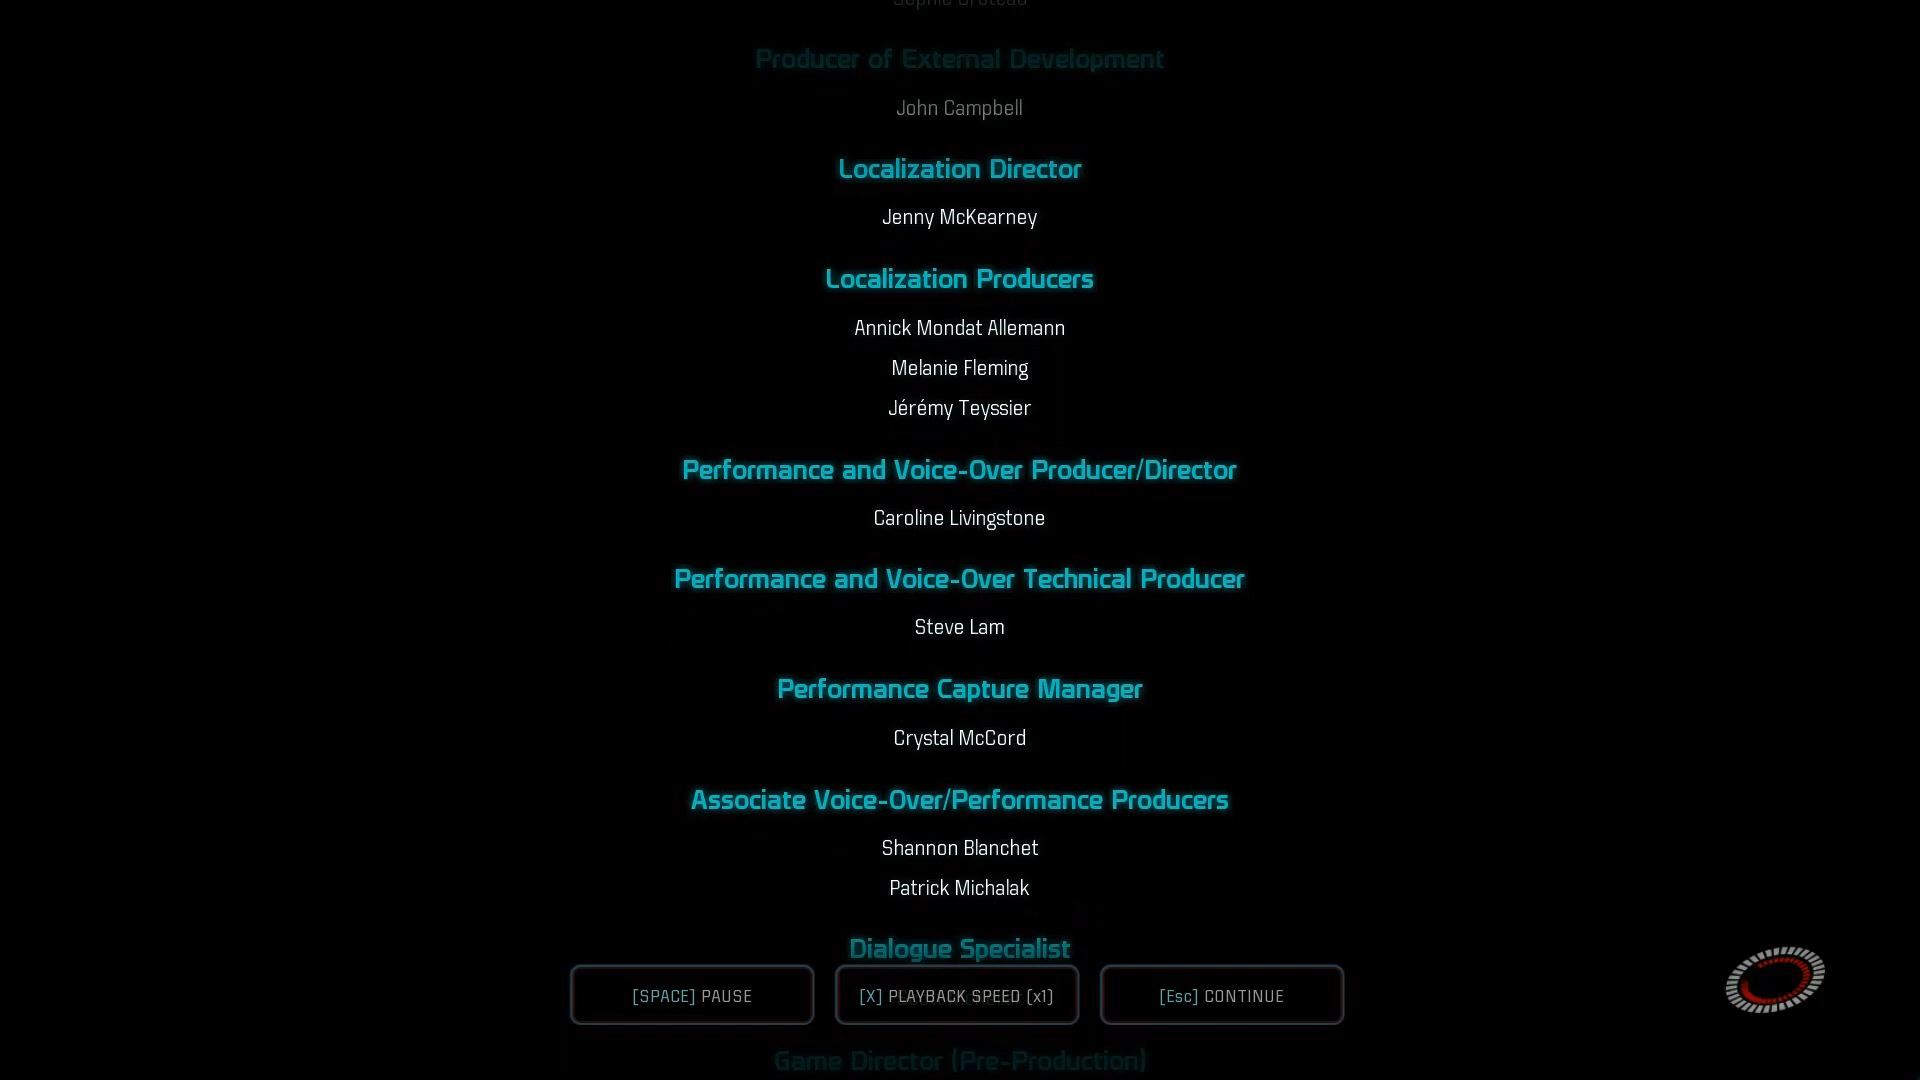 Producer of External Development
John Campbell
Localization Director
Jenny McKearney
Localization Producers
Annick Mondat Allemann
Melanie Fleming
Jérémy Teyssier
Performance and Voice-Over Producer/Director
Caroline Livingstone
Performance and Voice-Over Technical Producer
Steve Lam
Performance Capture Manager
Crystal McCord
Associate Voice-Over/Performance Producers
Shannon Blanchet
Patrick Michalak
Dialogue Specialist
[SPACE] PAUSE
[X] PLAYBACK SPEED (x1)
[Esc] CONTINUE
Game Director (Pre-Production)